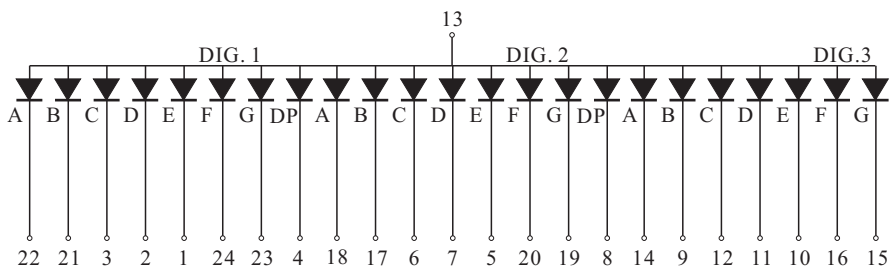 13
DIG. 1 DIG. 2 DIG.3
A B C D E F G DP A B C D E F G DP A B C D E F G
22 21 3 2 1 24 23 4 18 17 6 7 5 20 19 8 14 9 12 11 10 16 15